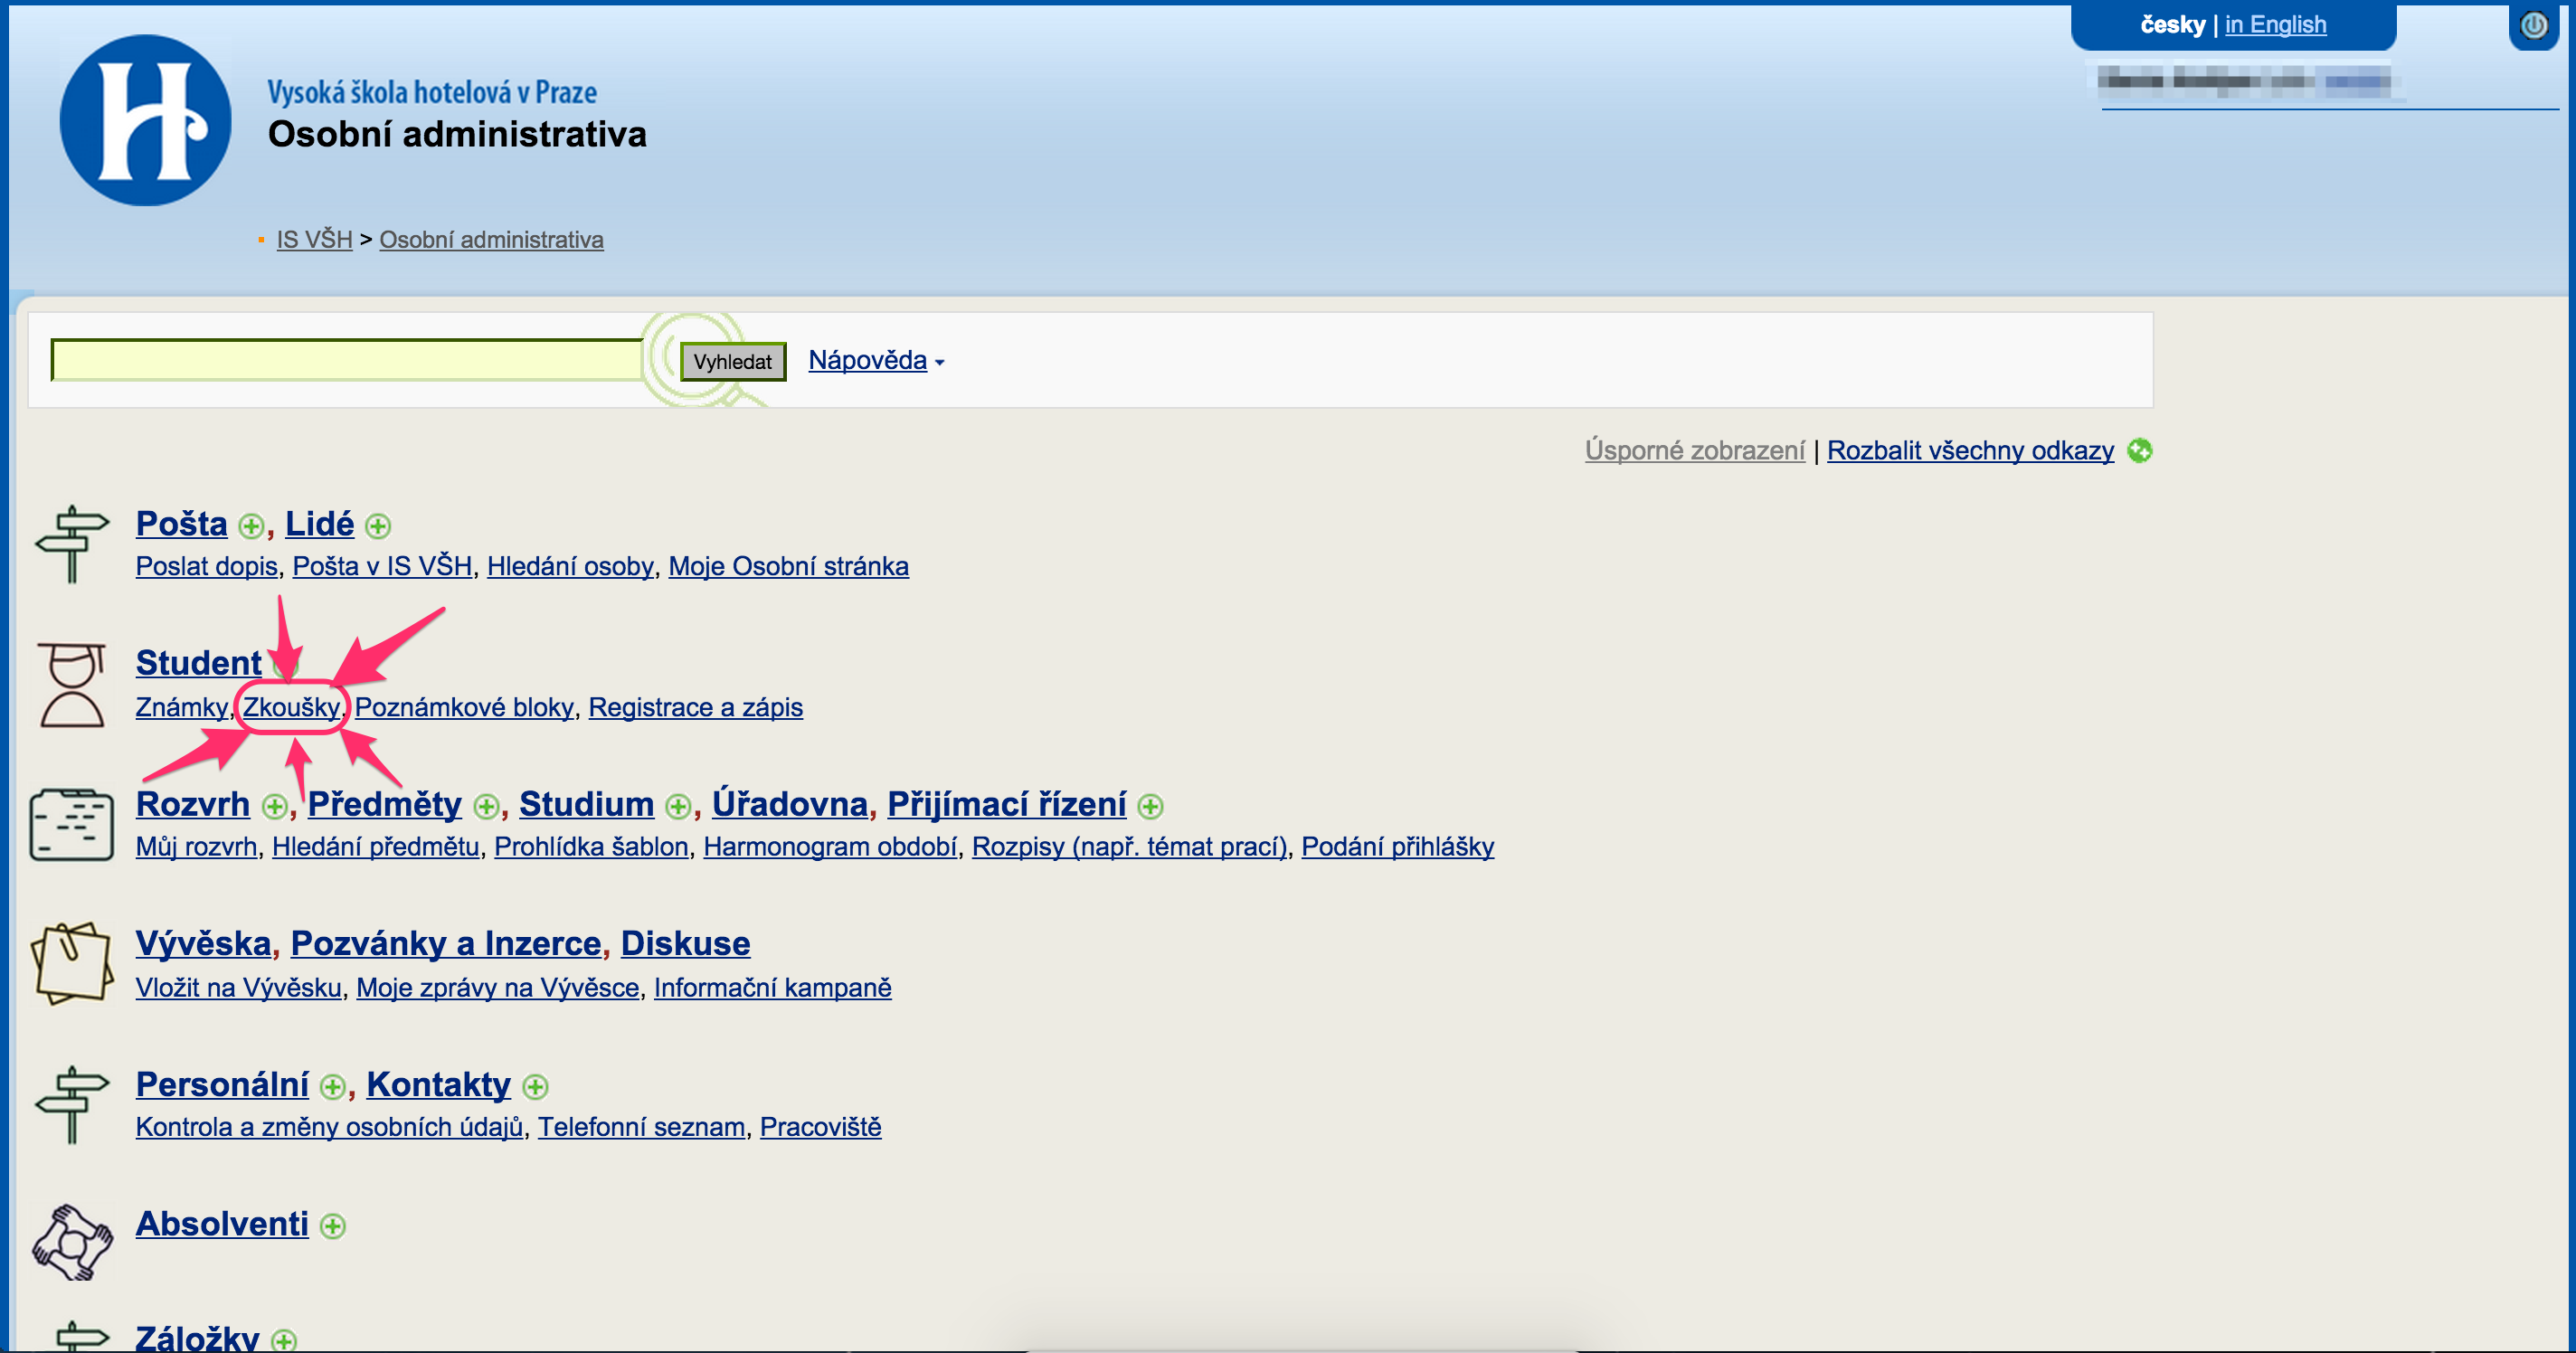 česky | in English
Vysoká škola hotelová v Praze
Osobní administrativa
IS VŠH > Osobní administrativa
Vyhledat Nápověda
Úsporné zobrazení | Rozbalit všechny odkazy
Pošta, Lidé
Poslat dopis, Pošta v IS VŠH, Hledání osoby, Moje Osobní stránka
Student
Známky, Zkoušky, Poznámkové bloky, Registrace a zápis
Rozvrh, Předměty, Studium, Úřadovna, Přijímací řízení
Můj rozvrh, Hledání předmětu, Prohlídka šablon, Harmonogram období, Rozpisy (např. témat prací), Podání přihlášky
Vývěska, Pozvánky a Inzerce, Diskuse
Vložit na Vývěsku, Moje zprávy na Vývěsce, Informační kampaně
Personální, Kontakty
Kontrola a změny osobních údajů, Telefonní seznam, Pracoviště
Absolventi
Záložky